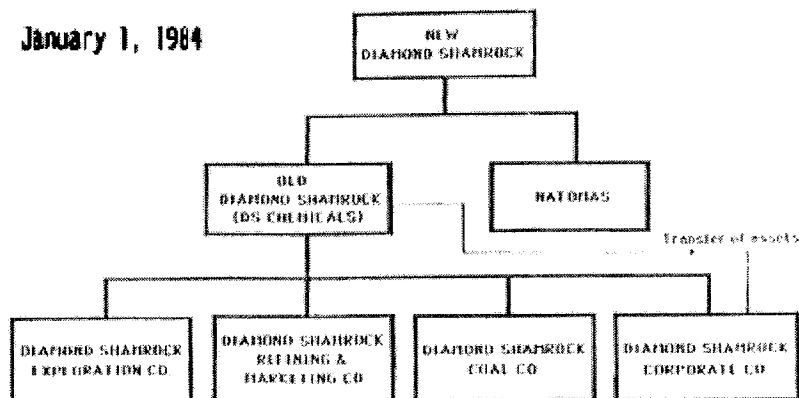 January 1, 1984
NEW
DIAMOND SHAMROCK
OLD
DIAMOND SHAMROCK
(DS CHEMICALS)
NATOMAS
Transfer of assets
DIAMOND SHAMROCK
EXPLORATION CO.
DIAMOND SHAMROCK
REFINING &
MARKETING CO
DIAMOND SHAMROCK
COAL CO
DIAMOND SHAMROCK
CORPORATE CO